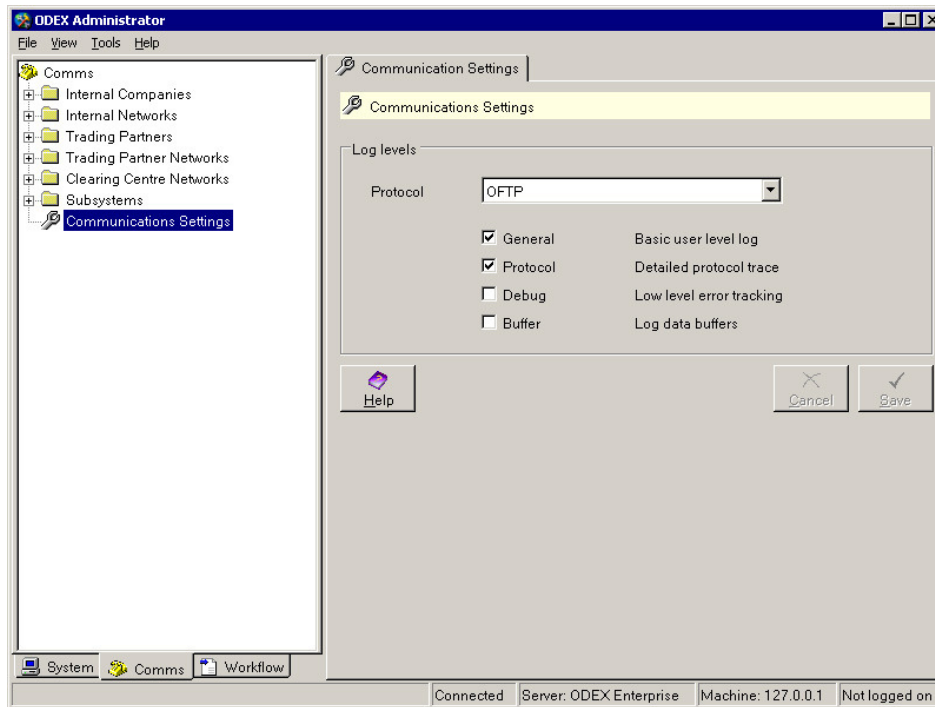 ODEX Administrator
File View Tools Help
Comms
Internal Companies
Internal Networks
Trading Partners
Trading Partner Networks
Clearing Centre Networks
Subsystems
Communications Settings
Communication Settings
Communications Settings
Log levels
Protocol OFTP
General Basic user level log
Protocol Detailed protocol trace
Debug Low level error tracking
Buffer Log data buffers
Help Cancel Save
System Comms Workflow
Connected Server: ODEX Enterprise Machine: 127.0.0.1 Not logged on